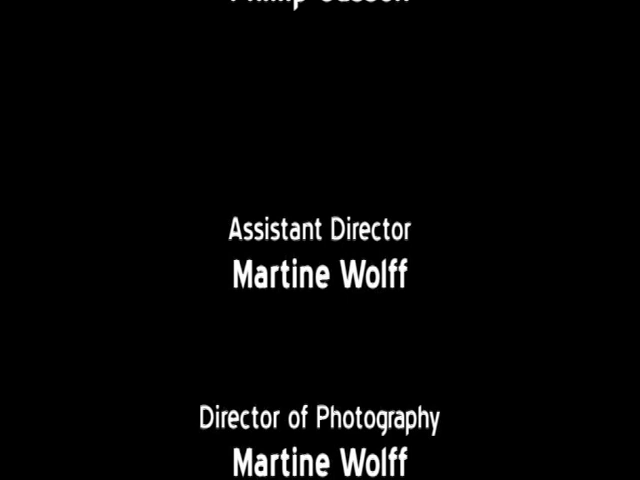 Assistant Director
Martine Wolff
Director of Photography
Martine Wolff